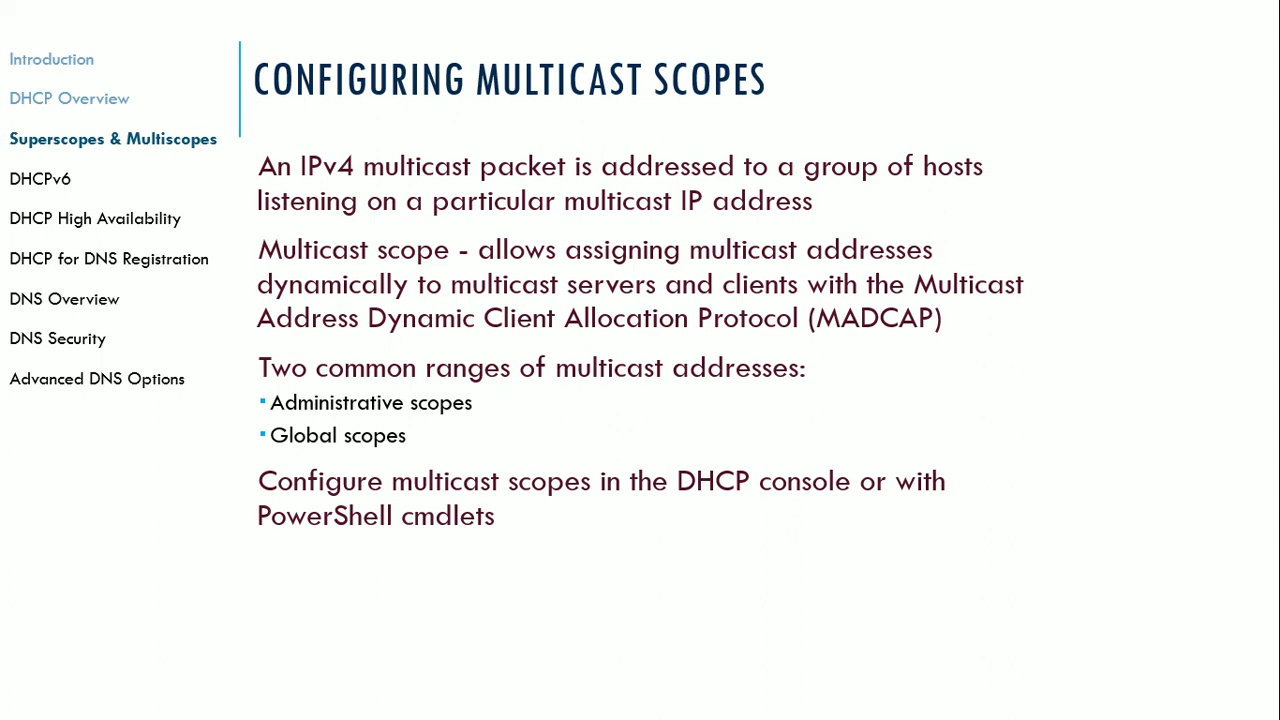 Introduction
DHCP Overview
Superscopes & Multiscopes
DHCPv6
DHCP High Availability
DHCP for DNS Registration
DNS Overview
DNS Security
Advanced DNS Options
CONFIGURING MULTICAST SCOPES
An IPv4 multicast packet is addressed to a group of hosts
listening on a particular multicast IP address
Multicast scope - allows assigning multicast addresses
dynamically to multicast servers and clients with the Multicast
Address Dynamic Client Allocation Protocol (MADCAP)
Two common ranges of multicast addresses:
▪ Administrative scopes
▪ Global scopes
Configure multicast scopes in the DHCP console or with
PowerShell cmdlets